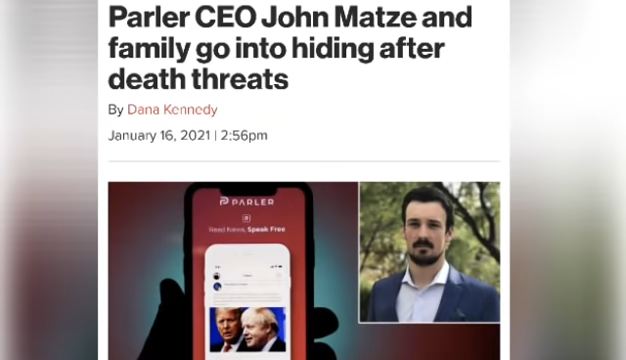 Parler CEO John Matze and
family go into hiding after
death threats
By Dana Kennedy
January 16, 2021 | 2:56pm
PARLER
Read News, Speak Free